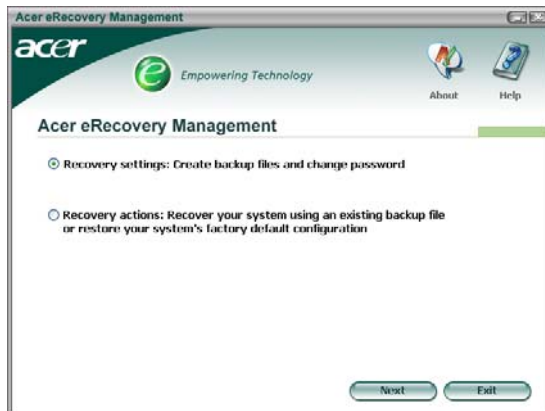 Acer eRecovery Management
acer
e Empowering Technology
About
Help
Acer eRecovery Management
Recovery settings: Create backup files and change password
Recovery actions: Recover your system using an existing backup file
or restore your system's factory default configuration
Next
Exit